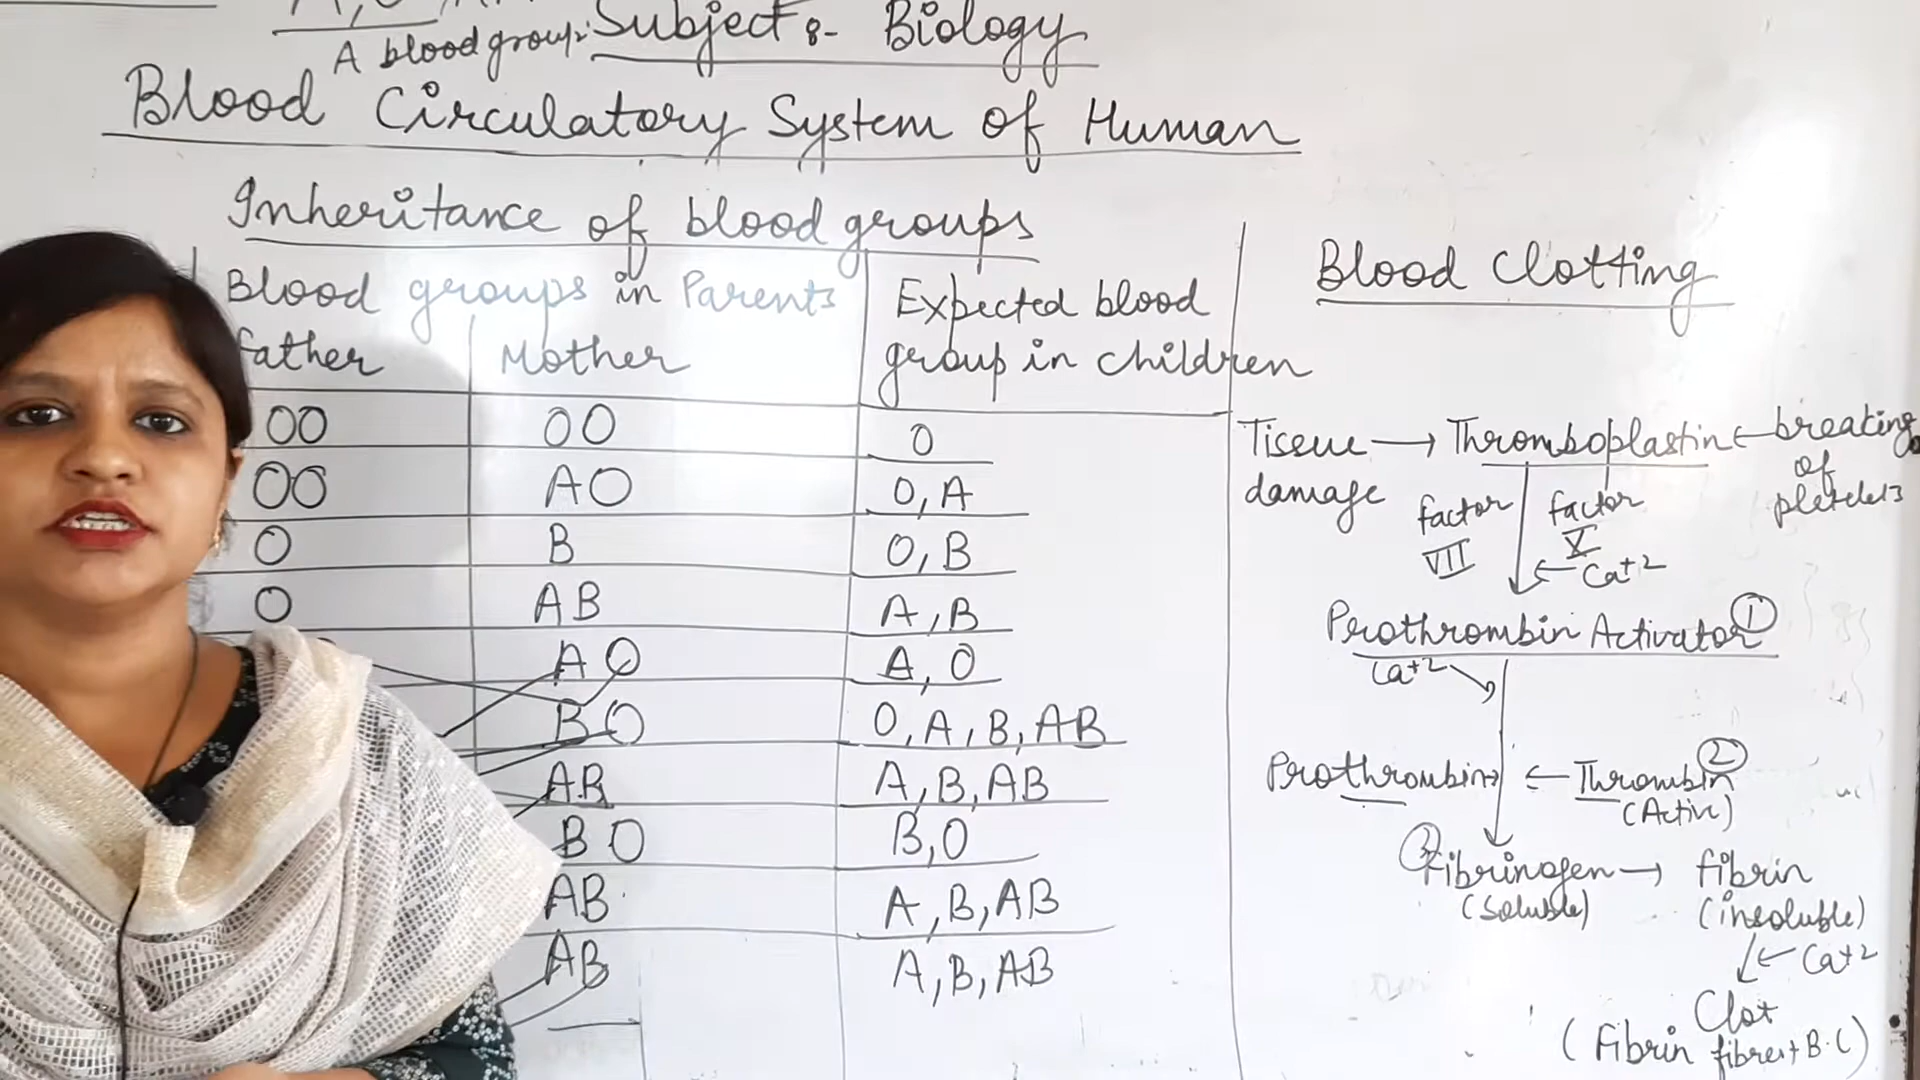 A blood group:
Subject :- Biology
Blood Circulatory System of Human
Inheritance of blood groups
Blood groups in Parents
father
Mother
Expected blood
group in children
OO OO O
OO AO O, A
O B O, B
O AB A, B
AO A, O
BO O, A, B, AB
AB A, B, AB
BO B, O
AB A, B, AB
AB A, B, AB
Blood Clotting
Tissue → Thromboplastin ← breaking
damage
of
pletelets
factor
VII
factor
V
← Ca+2
Prothrombin Activator ①
Ca+2
Prothrombin → ← Thrombin ②
(Active)
③ Fibrinogen → fibrin
(Soluble) (insoluble)
← Ca+2
Clot
(Fibrin fibres + B.C)